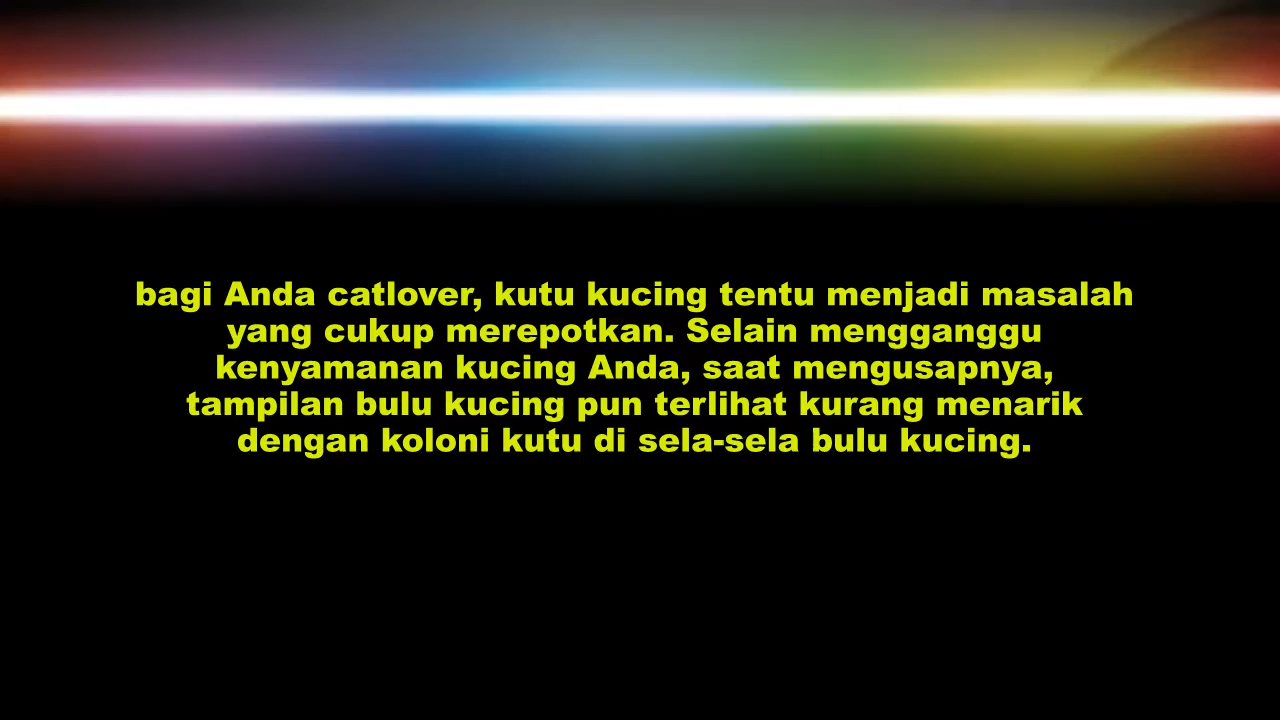 bagi Anda catlover, kutu kucing tentu menjadi masalah
yang cukup merepotkan. Selain mengganggu
kenyamanan kucing Anda, saat mengusapnya,
tampilan bulu kucing pun terlihat kurang menarik
dengan koloni kutu di sela-sela bulu kucing.